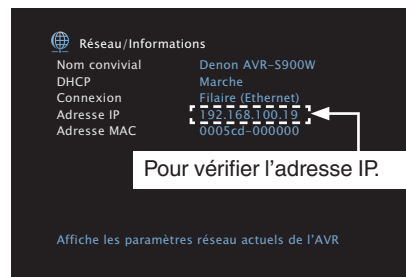 Réseau/Informations
Nom convivial Denon AVR-S900W
DHCP Marche
Connexion Filaire (Ethernet)
Adresse IP 192.168.100.19
Adresse MAC 0005cd-000000
Pour vérifier l'adresse IP.
Affiche les paramètres réseau actuels de l'AVR